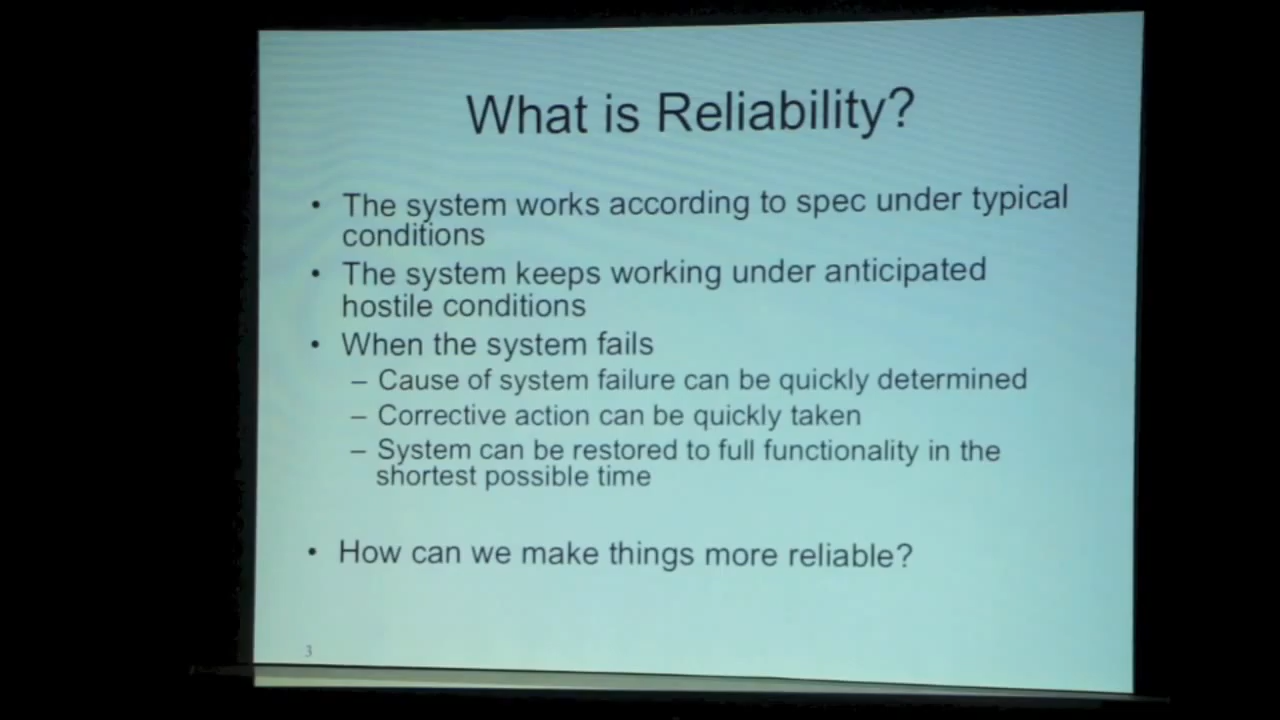 What is Reliability?
• The system works according to spec under typical
conditions
• The system keeps working under anticipated
hostile conditions
• When the system fails
– Cause of system failure can be quickly determined
– Corrective action can be quickly taken
– System can be restored to full functionality in the
shortest possible time
• How can we make things more reliable?
3